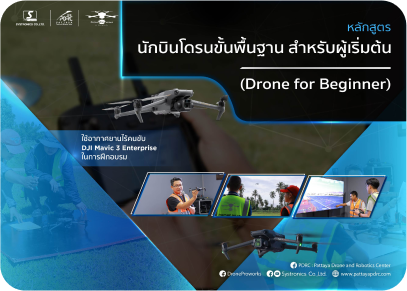 SYSTRONICS CO.,LTD.
PDRC
หลักสูตร
นักบินโดรนขั้นพื้นฐาน สำหรับผู้เริ่มต้น
(Drone for Beginner)
ใช้อากาศยานไร้คนขับ
DJI Mavic 3 Enterprise
ในการฝึกอบรม
PDRC : Pattaya Drone and Robotics Center
DroneProworks
Systronics Co.,Ltd
www.pattayapdrc.com